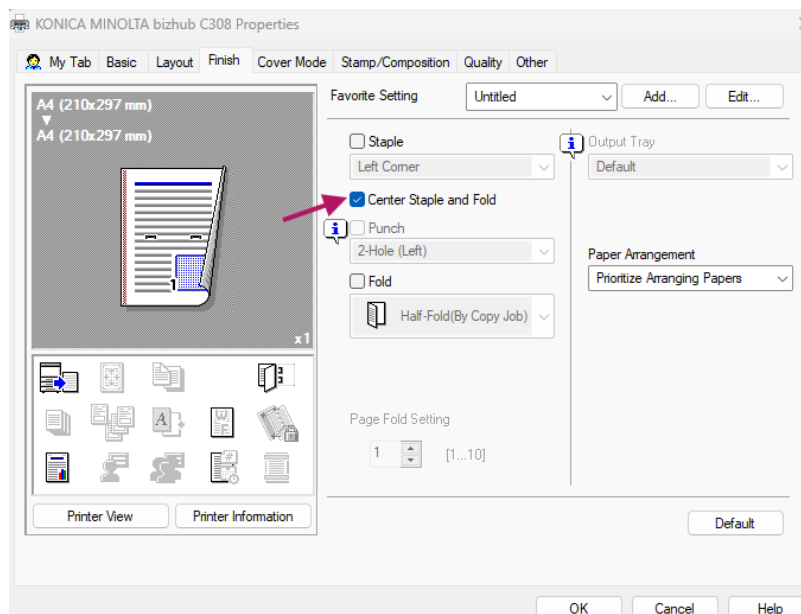 KONICA MINOLTA bizhub C308 Properties
My Tab Basic Layout Finish Cover Mode Stamp/Composition Quality Other
A4 (210x297 mm)
A4 (210x297 mm)
1
x1
Printer View Printer Information
Favorite Setting Untitled Add... Edit...
Staple
Left Corner
Center Staple and Fold
Punch
2-Hole (Left)
Fold
Half-Fold(By Copy Job)
Page Fold Setting
1 [1...10]
Output Tray
Default
Paper Arrangement
Prioritize Arranging Papers
Default
OK Cancel Help